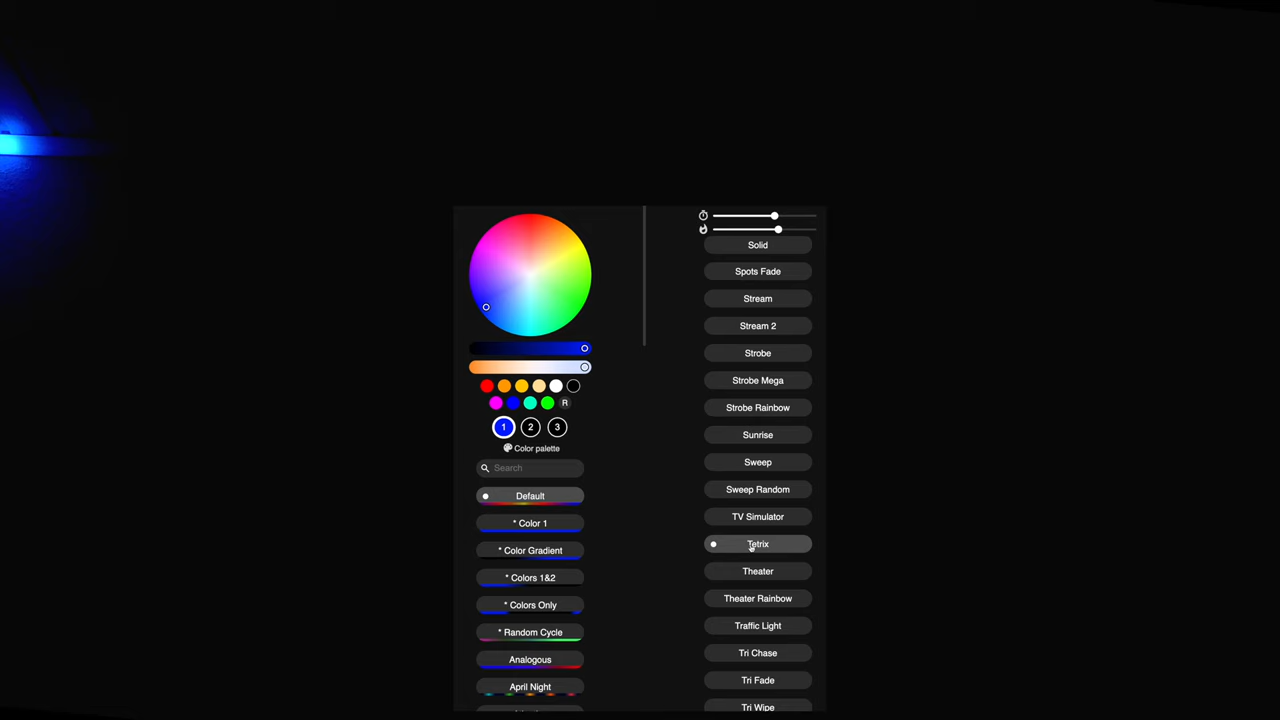 R
1 2 3
Color palette
Search
Default
* Color 1
* Color Gradient
* Colors 1&2
* Colors Only
* Random Cycle
Analogous
April Night
Solid
Spots Fade
Stream
Stream 2
Strobe
Strobe Mega
Strobe Rainbow
Sunrise
Sweep
Sweep Random
TV Simulator
Tetrix
Theater
Theater Rainbow
Traffic Light
Tri Chase
Tri Fade
Tri Wipe